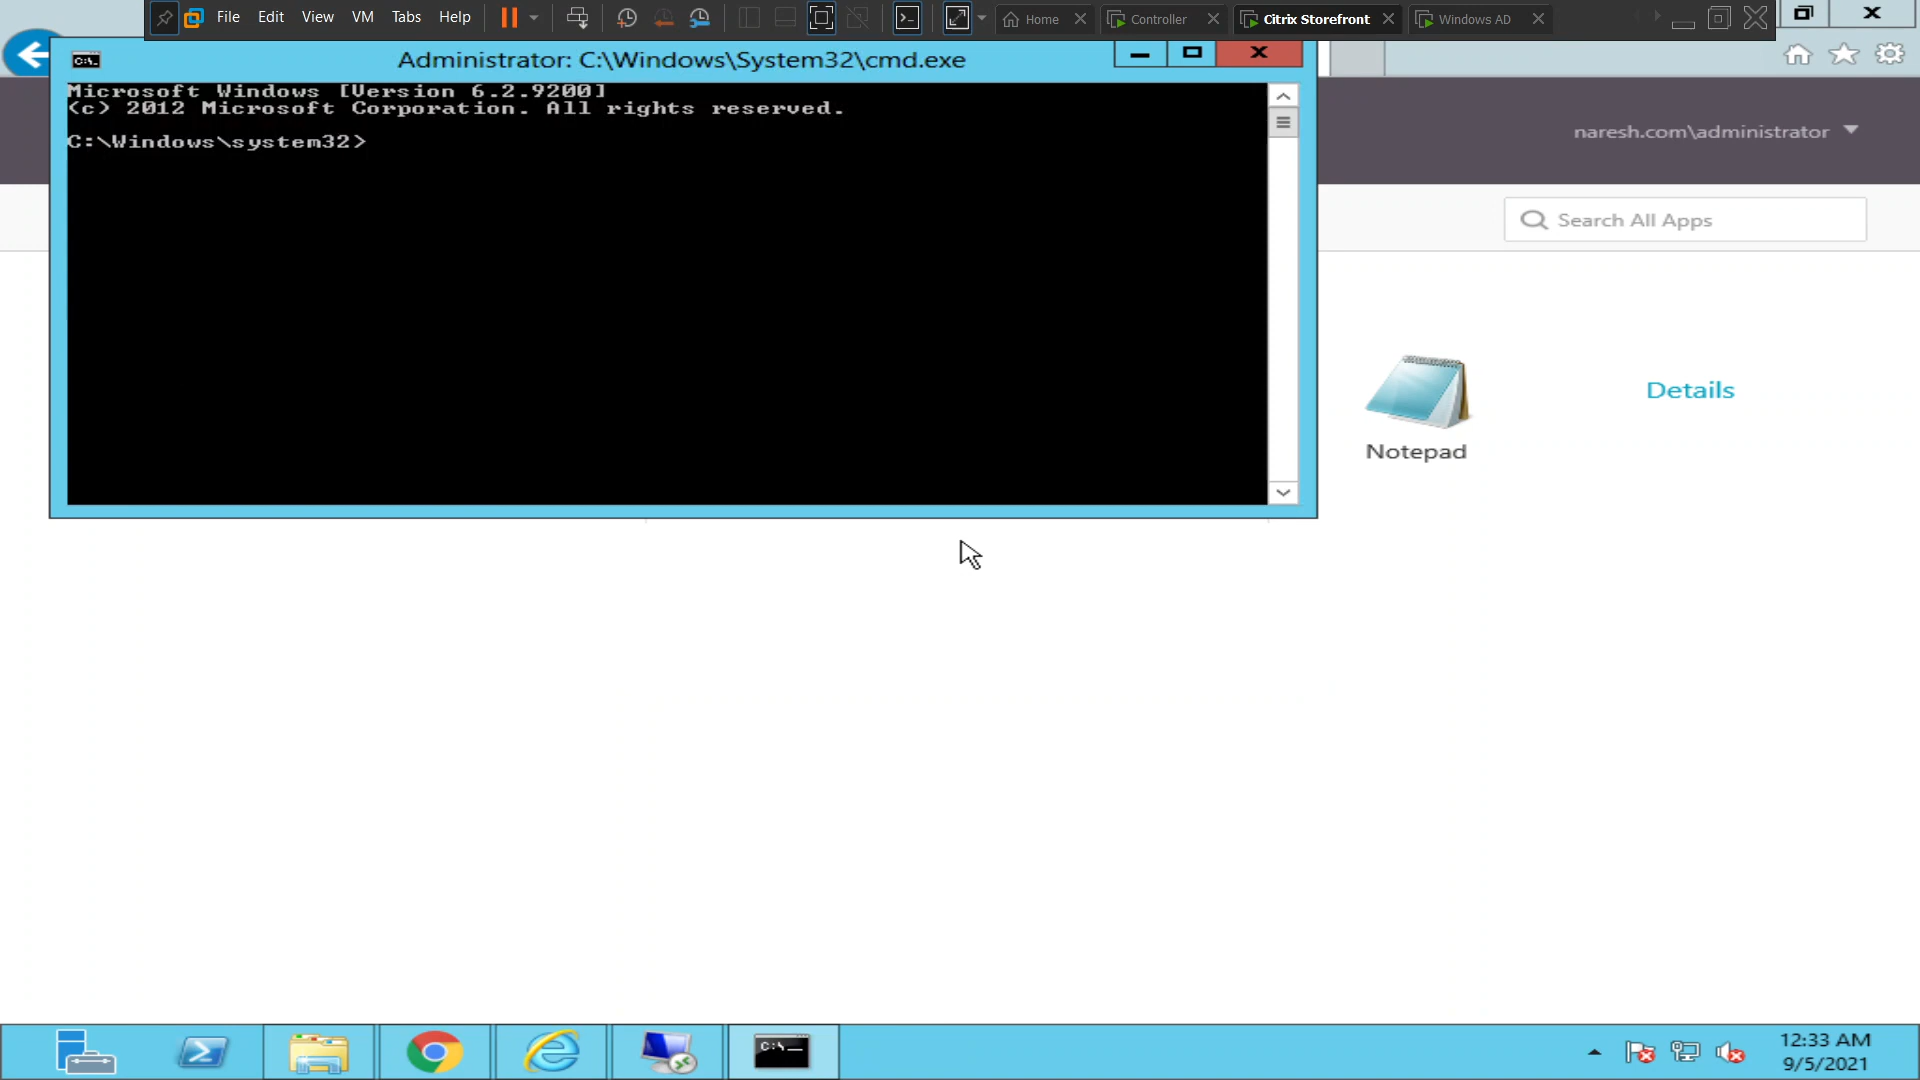 File Edit View VM Tabs Help Home Controller Citrix Storefront Windows AD
Administrator: C:\Windows\System32\cmd.exe
Microsoft Windows [Version 6.2.9200]
(c) 2012 Microsoft Corporation. All rights reserved.
C:\Windows\system32>
naresh.com\administrator
Search All Apps
Details
Notepad
12:33 AM
9/5/2021